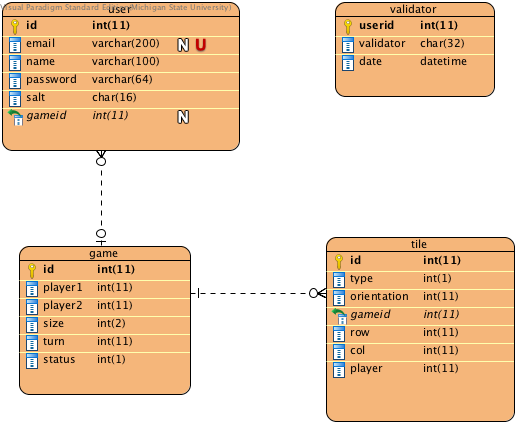 Visual Paradigm Standard Edition(Michigan State University)
user
id int(11)
email varchar(200) N U
name varchar(100)
password varchar(64)
salt char(16)
gameid int(11) N
validator
userid int(11)
validator char(32)
date datetime
game
id int(11)
player1 int(11)
player2 int(11)
size int(2)
turn int(11)
status int(1)
tile
id int(11)
type int(1)
orientation int(11)
gameid int(11)
row int(11)
col int(11)
player int(11)